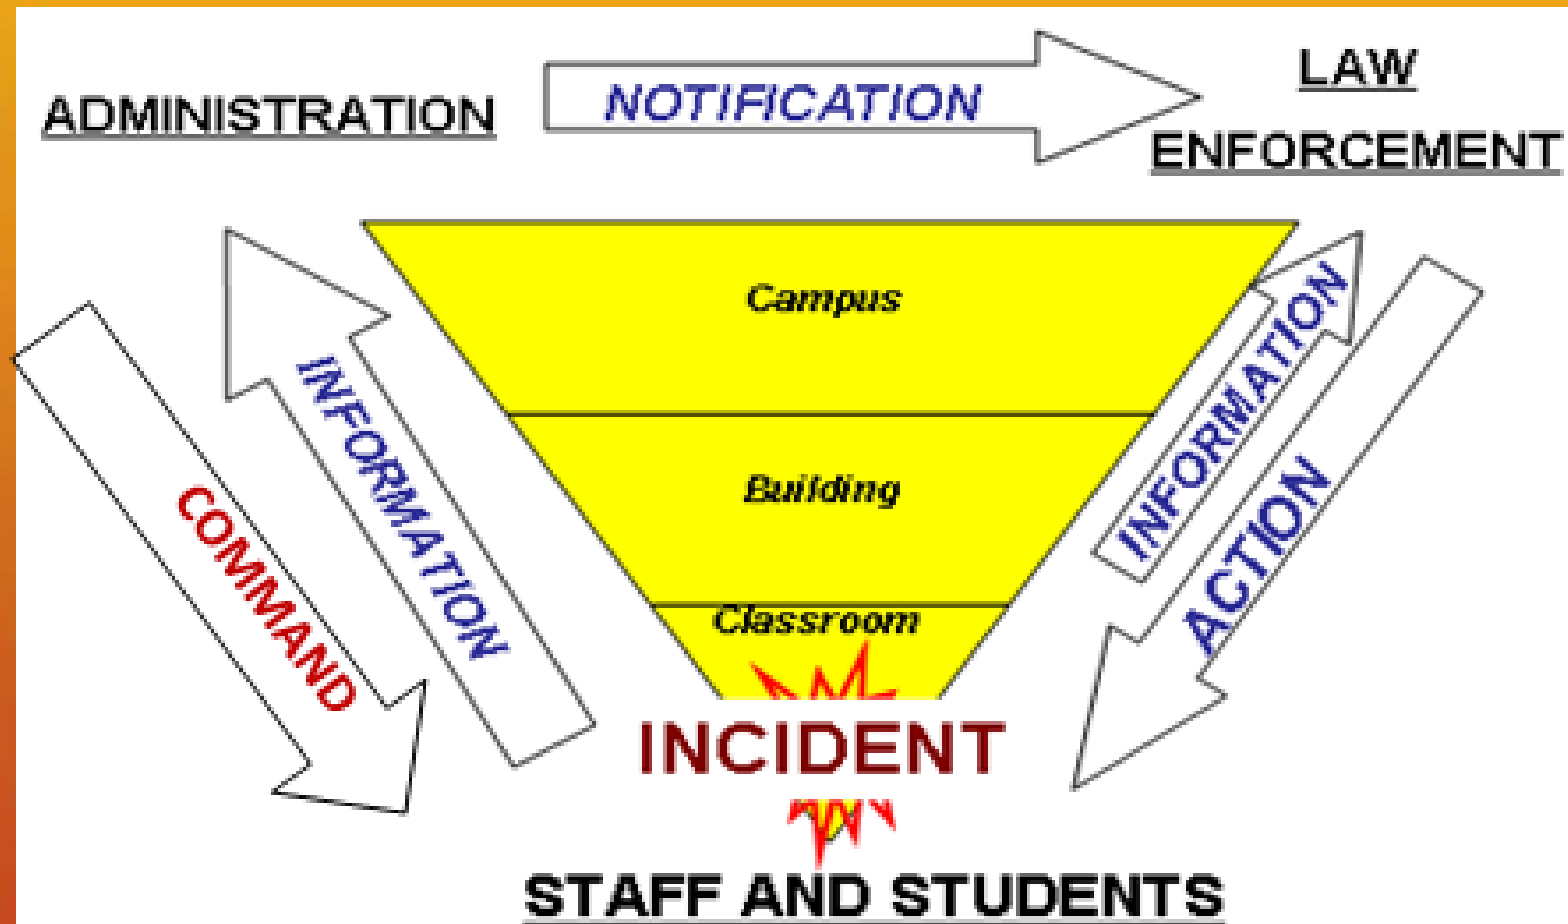 ADMINISTRATION
NOTIFICATION
LAW
ENFORCEMENT
COMMAND
INFORMATION
Campus
Building
Classroom
INFORMATION
ACTION
INCIDENT
STAFF AND STUDENTS